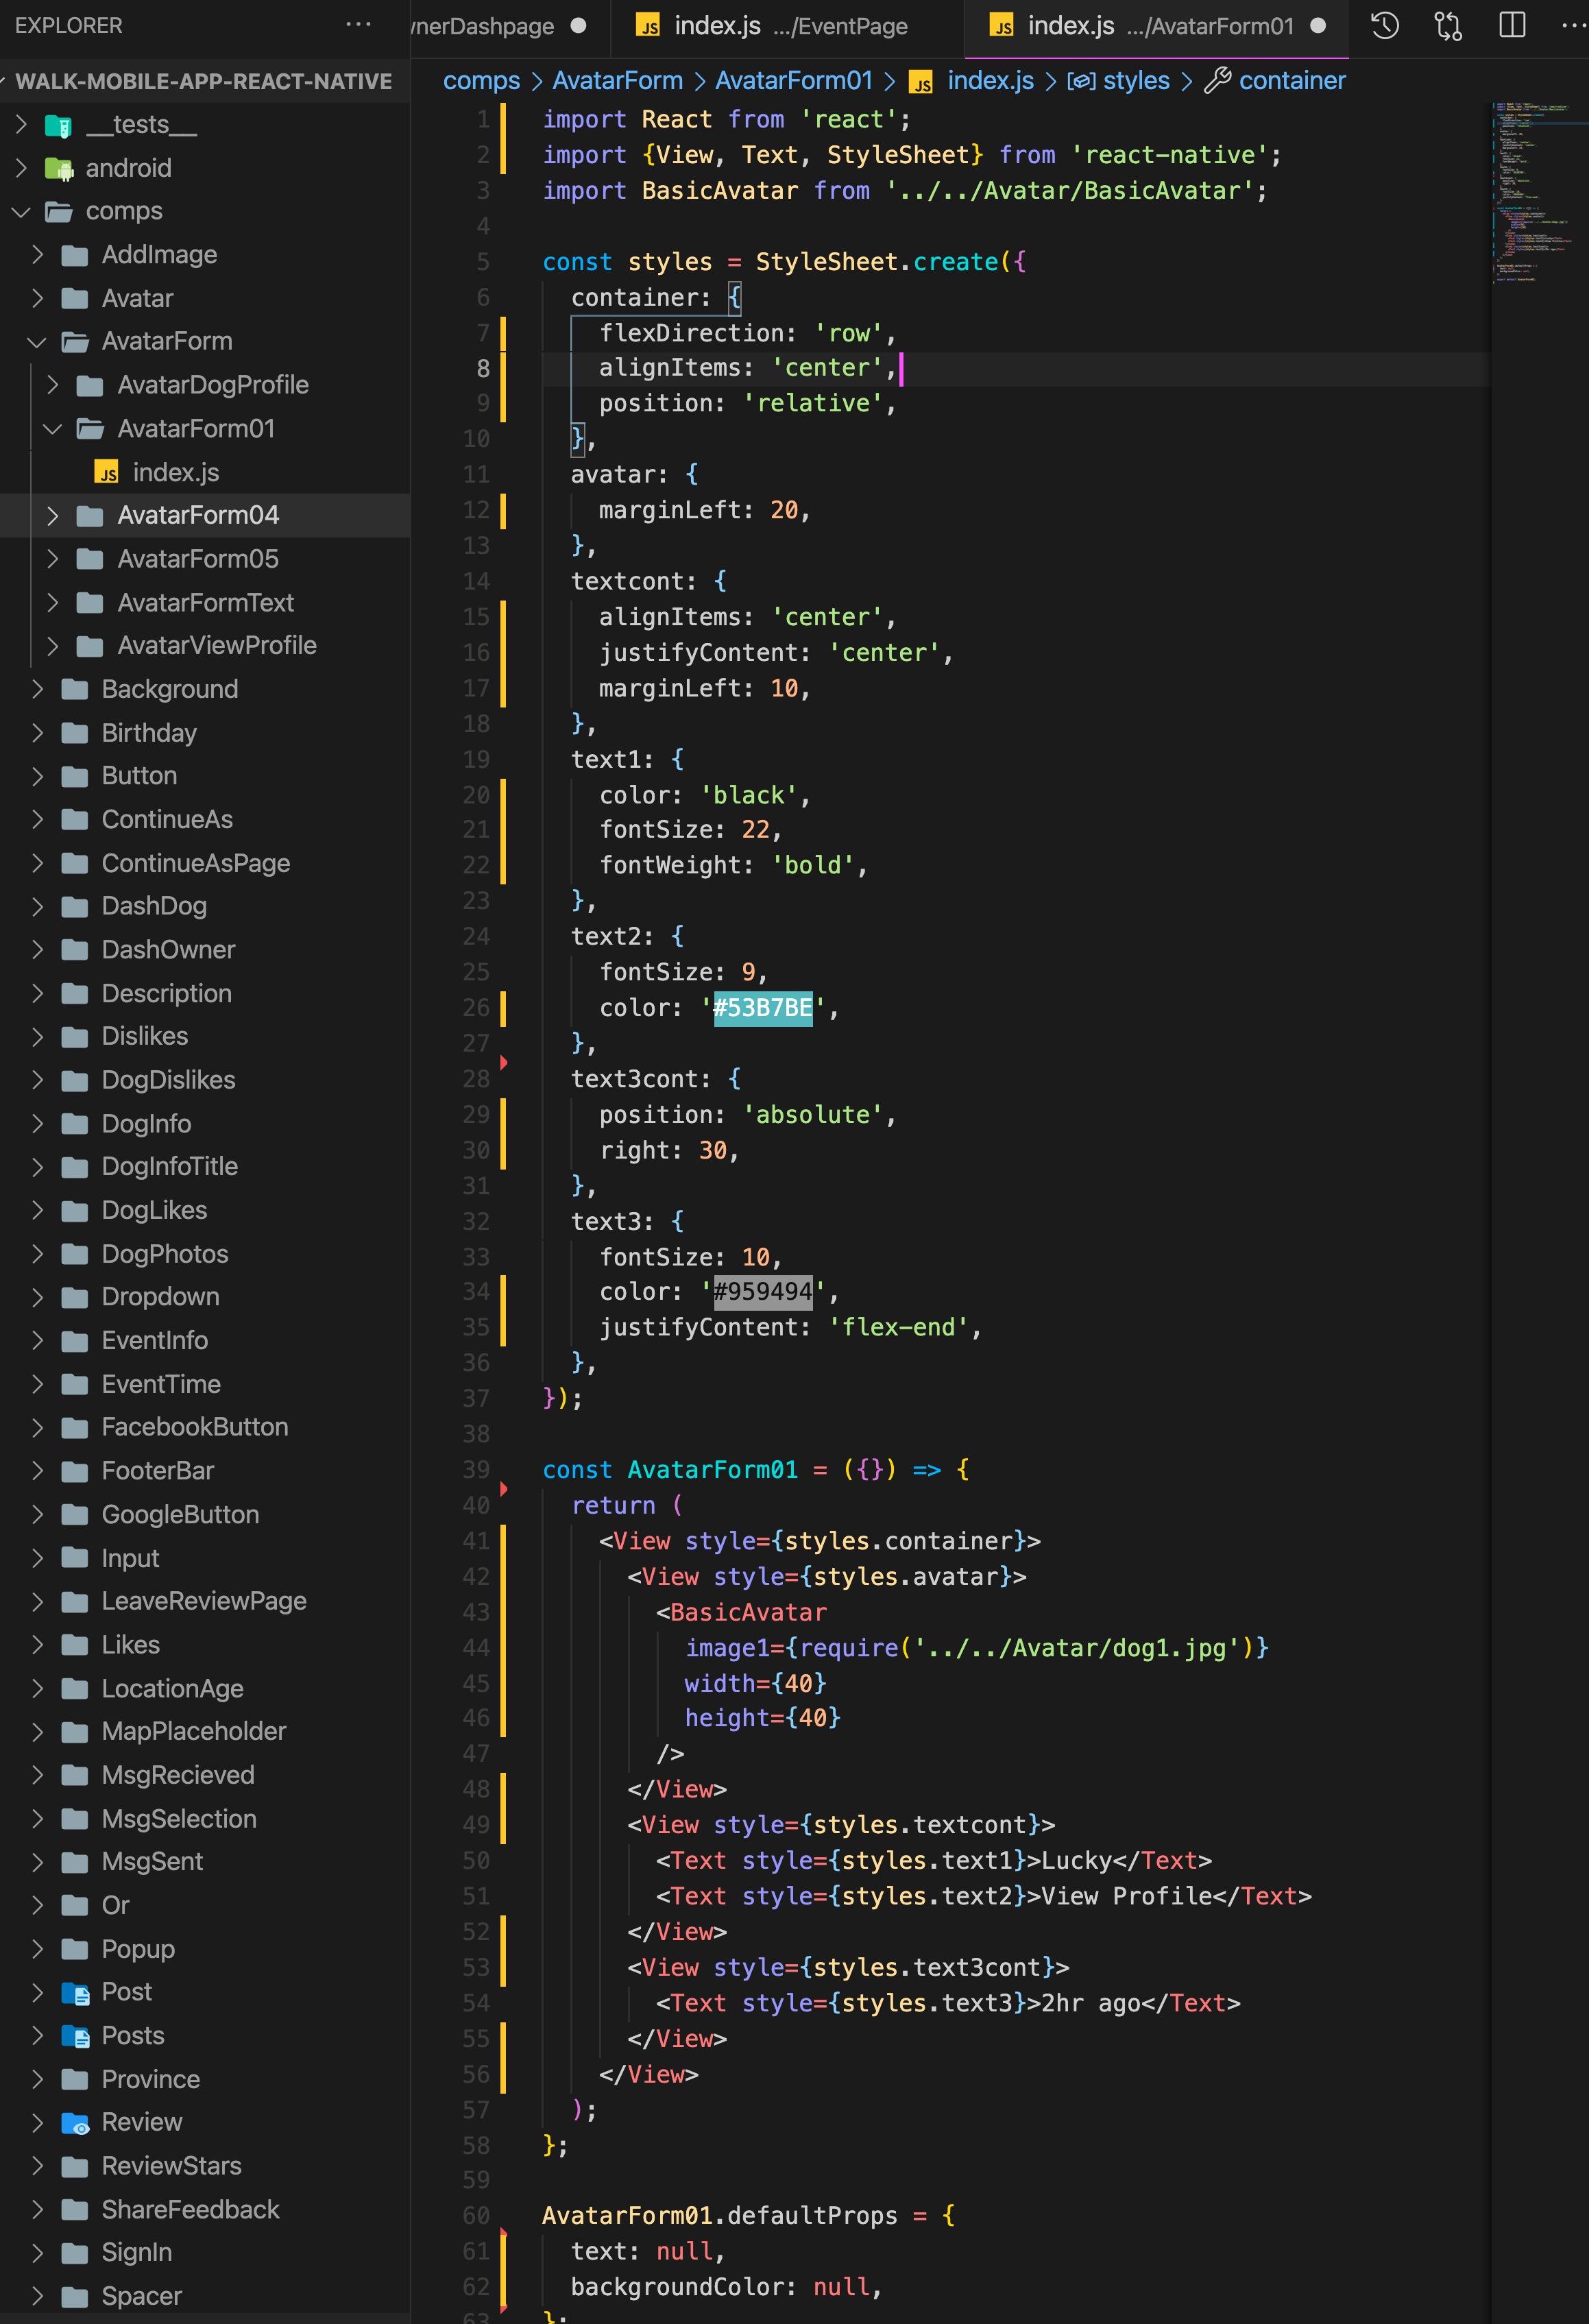 EXPLORER
WALK-MOBILE-APP-REACT-NATIVE
__tests__
android
comps
AddImage
Avatar
AvatarForm
AvatarDogProfile
AvatarForm01
JS index.js
AvatarForm04
AvatarForm05
AvatarFormText
AvatarViewProfile
Background
Birthday
Button
ContinueAs
ContinueAsPage
DashDog
DashOwner
Description
Dislikes
DogDislikes
DogInfo
DogInfoTitle
DogLikes
DogPhotos
Dropdown
EventInfo
EventTime
FacebookButton
FooterBar
GoogleButton
Input
LeaveReviewPage
Likes
LocationAge
MapPlaceholder
MsgRecieved
MsgSelection
MsgSent
Or
Popup
Post
Posts
Province
Review
ReviewStars
ShareFeedback
SignIn
Spacer
wnerDashpage JS index.js .../EventPage JS index.js .../AvatarForm01
comps > AvatarForm > AvatarForm01 > JS index.js > styles > container
1 import React from 'react';
2 import {View, Text, StyleSheet} from 'react-native';
3 import BasicAvatar from '../../Avatar/BasicAvatar';
4
5 const styles = StyleSheet.create({
6 container: {
7 flexDirection: 'row',
8 alignItems: 'center',
9 position: 'relative',
10 },
11 avatar: {
12 marginLeft: 20,
13 },
14 textcont: {
15 alignItems: 'center',
16 justifyContent: 'center',
17 marginLeft: 10,
18 },
19 text1: {
20 color: 'black',
21 fontSize: 22,
22 fontWeight: 'bold',
23 },
24 text2: {
25 fontSize: 9,
26 color: '#53B7BE',
27 },
28 text3cont: {
29 position: 'absolute',
30 right: 30,
31 },
32 text3: {
33 fontSize: 10,
34 color: '#959494',
35 justifyContent: 'flex-end',
36 },
37 });
38
39 const AvatarForm01 = ({}) => {
40 return (
41 <View style={styles.container}>
42 <View style={styles.avatar}>
43 <BasicAvatar
44 image1={require('../../Avatar/dog1.jpg')}
45 width={40}
46 height={40}
47 />
48 </View>
49 <View style={styles.textcont}>
50 <Text style={styles.text1}>Lucky</Text>
51 <Text style={styles.text2}>View Profile</Text>
52 </View>
53 <View style={styles.text3cont}>
54 <Text style={styles.text3}>2hr ago</Text>
55 </View>
56 </View>
57 );
58 };
59
60 AvatarForm01.defaultProps = {
61 text: null,
62 backgroundColor: null,
63 };